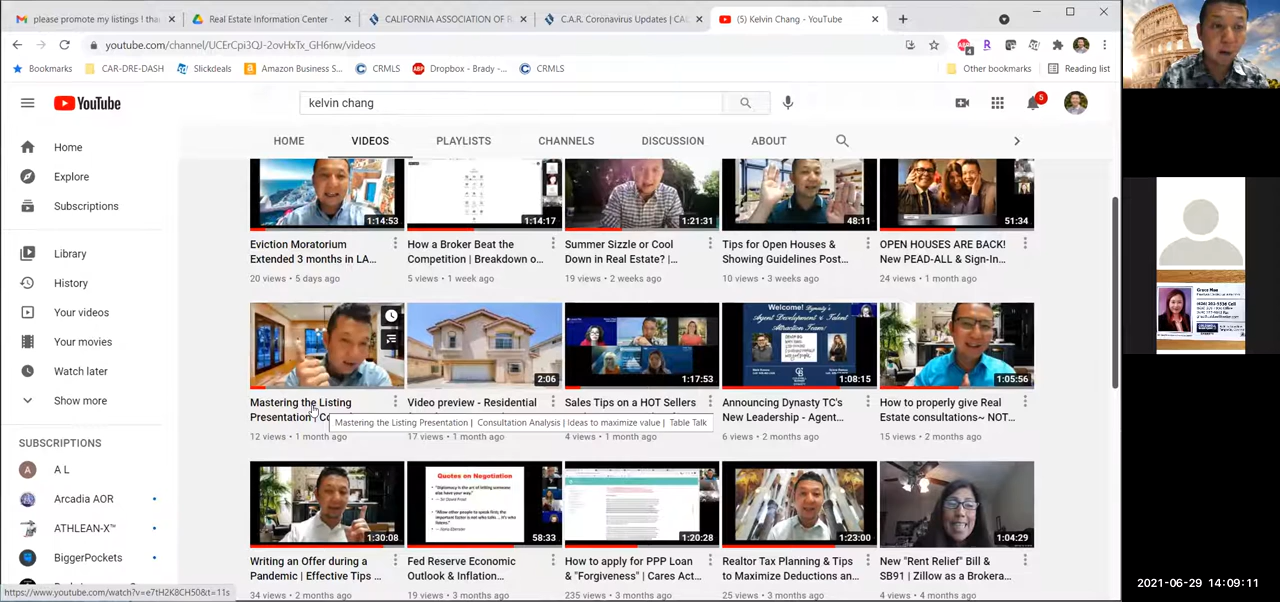 please promote my listings ! tha
Real Estate Information Center -
CALIFORNIA ASSOCIATION OF R
C.A.R. Coronavirus Updates | CA
(5) Kelvin Chang - YouTube
youtube.com/channel/UCErCpi3QJ-2ovHxTx_GH6nw/videos
Bookmarks
CAR-DRE-DASH
Slickdeals
Amazon Business S...
CRMLS
Dropbox - Brady -...
CRMLS
Other bookmarks
Reading list
YouTube
kelvin chang
5
HOME
VIDEOS
PLAYLISTS
CHANNELS
DISCUSSION
ABOUT
Home
Explore
Subscriptions
Library
History
Your videos
Your movies
Watch later
Show more
SUBSCRIPTIONS
A L
Arcadia AOR
ATHLEAN-X™
BiggerPockets
1:14:53
1:14:17
1:21:31
48:11
51:34
Eviction Moratorium
Extended 3 months in LA...
20 views • 5 days ago
How a Broker Beat the
Competition | Breakdown o...
5 views • 1 week ago
Summer Sizzle or Cool
Down in Real Estate? |...
19 views • 2 weeks ago
Tips for Open Houses &
Showing Guidelines Post...
10 views • 3 weeks ago
OPEN HOUSES ARE BACK!
New PEAD-ALL & Sign-In...
24 views • 1 month ago
2:06
1:17:53
Welcome!
1:08:15
1:05:56
Mastering the Listing
Presentation
12 views • 1 month ago
Video preview - Residential
17 views • 1 month ago
Sales Tips on a HOT Sellers
4 views • 1 month ago
Announcing Dynasty TC's
New Leadership - Agent...
6 views • 2 months ago
How to properly give Real
Estate consultations~ NOT...
15 views • 2 months ago
Mastering the Listing Presentation | Consultation Analysis | Ideas to maximize value | Table Talk
1:30:08
Quotes on Negotiation
58:33
1:20:28
1:23:00
1:04:29
Writing an Offer during a
Pandemic | Effective Tips ...
34 views • 2 months ago
Fed Reserve Economic
Outlook & Inflation...
19 views • 3 months ago
How to apply for PPP Loan
& "Forgiveness" | Cares Act...
235 views • 3 months ago
Realtor Tax Planning & Tips
to Maximize Deductions an...
25 views • 3 months ago
New "Rent Relief" Bill &
SB91 | Zillow as a Brokera...
https://www.youtube.com/watch?v=e7tH2K8CH50&t=11s
2021-06-29 14:09:11